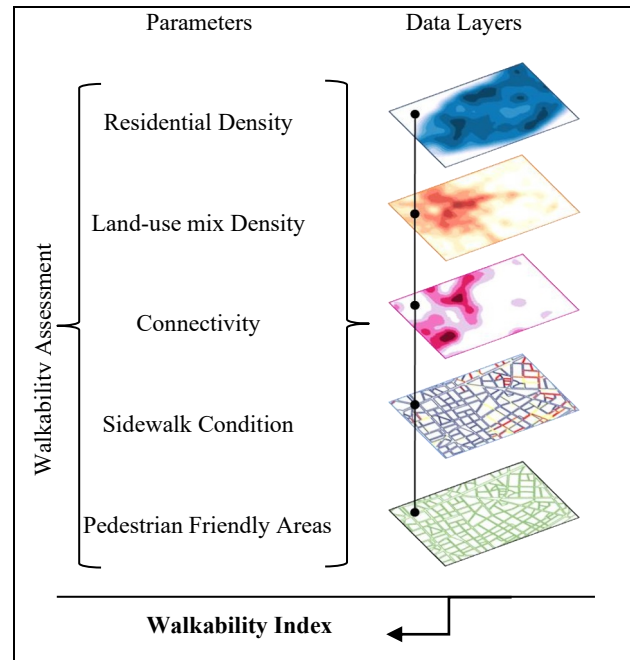 Parameters
Data Layers
Walkability Assessment
Residential Density
Land-use mix Density
Connectivity
Sidewalk Condition
Pedestrian Friendly Areas
Walkability Index